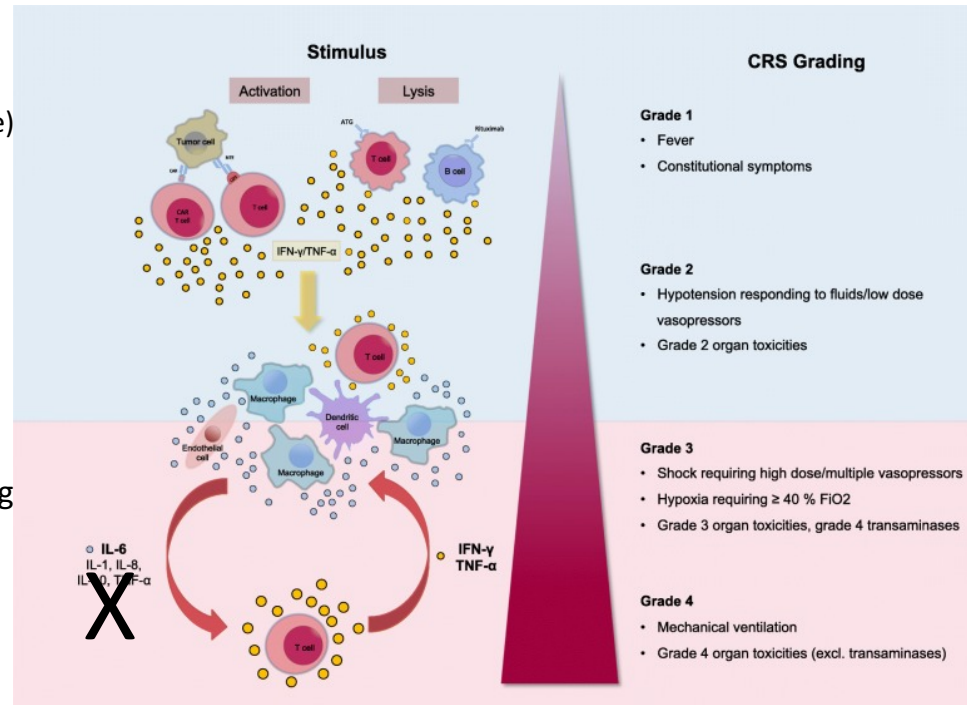 Stimulus
CRS Grading
Activation
Lysis
e)
ATG
Rituximab
Tumor cell
CAR
T cell
T cell
T cell
B cell
IFN-γ/TNF-α
Grade 1
• Fever
• Constitutional symptoms
Grade 2
• Hypotension responding to fluids/low dose
vasopressors
• Grade 2 organ toxicities
T cell
Macrophage
Dendritic
cell
Macrophage
Endothelial
cell
Macrophage
g
Grade 3
• Shock requiring high dose/multiple vasopressors
• Hypoxia requiring ≥ 40 % FiO2
• Grade 3 organ toxicities, grade 4 transaminases
IL-6
IL-1, IL-8,
X
IFN-γ
TNF-α
T cell
Grade 4
• Mechanical ventilation
• Grade 4 organ toxicities (excl. transaminases)